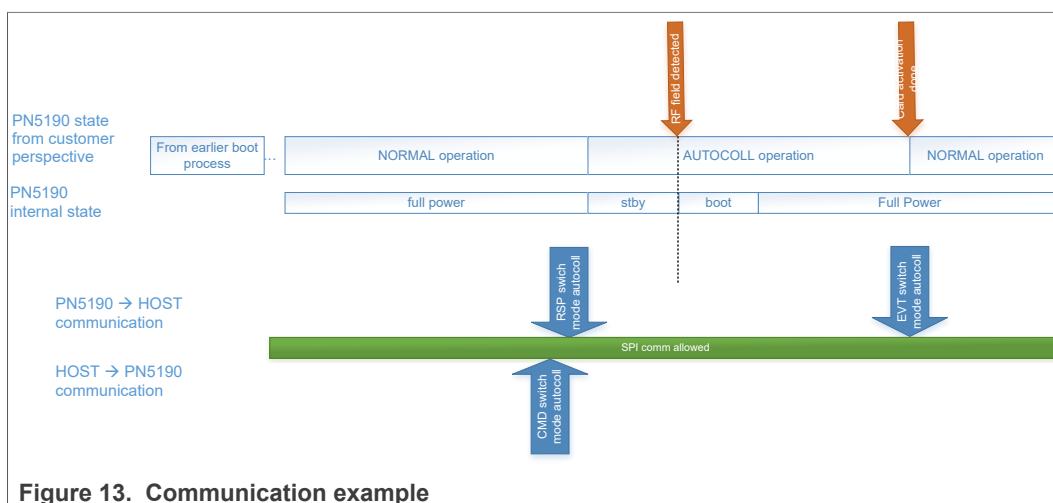 RF field detected
Card activation
done
PN5190 state
from customer
perspective
From earlier boot
process
...
NORMAL operation
AUTOCOLL operation
NORMAL operation
PN5190
internal state
full power
stby
boot
Full Power
RSP swich
mode autocoll
EVT switch
mode autocoll
PN5190 → HOST
communication
SPI comm allowed
HOST → PN5190
communication
CMD switch
mode autocoll
Figure 13. Communication example